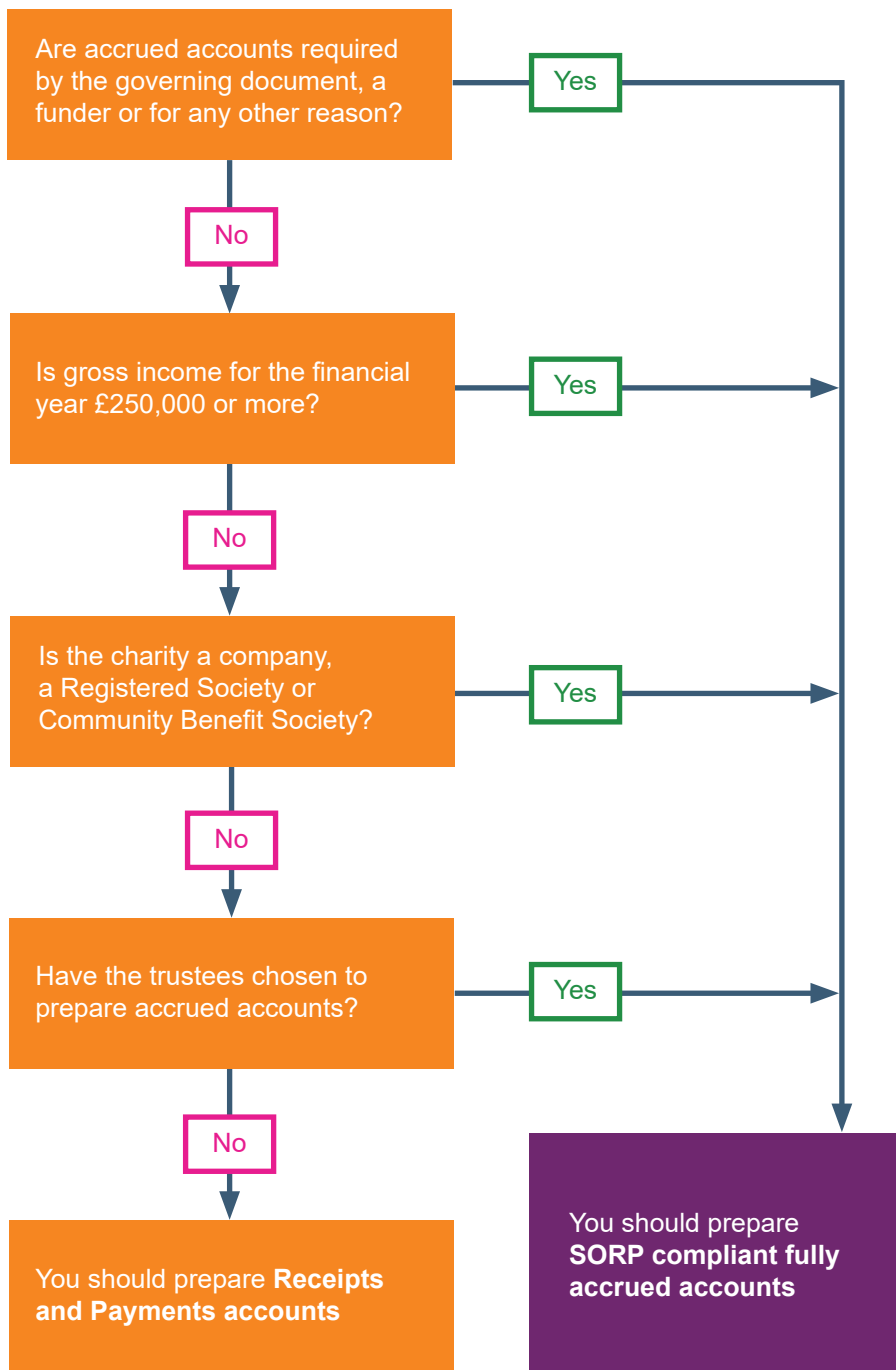 Are accrued accounts required
by the governing document, a
funder or for any other reason?
Yes
No
Is gross income for the financial
year £250,000 or more?
Yes
No
Is the charity a company,
a Registered Society or
Community Benefit Society?
Yes
No
Have the trustees chosen to
prepare accrued accounts?
Yes
No
You should prepare Receipts
and Payments accounts
You should prepare
SORP compliant fully
accrued accounts